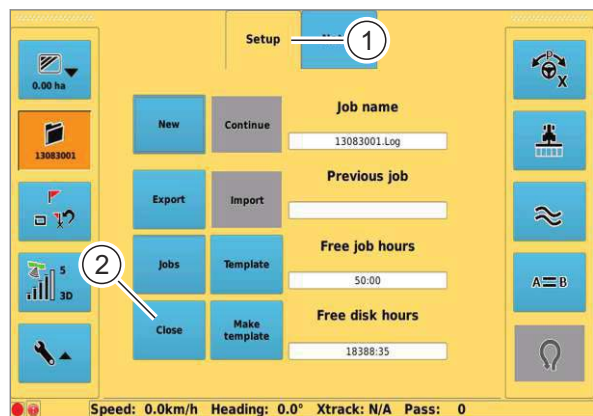 Setup
1
0.00 ha
P
X
New
Continue
Job name
13083001.Log
13083001
Previous job
Export
Import
Free job hours
2
Jobs
Template
50:00
5
3D
A=B
Free disk hours
Close
Make
template
18388:35
Speed: 0.0km/h Heading: 0.0° Xtrack: N/A Pass: 0